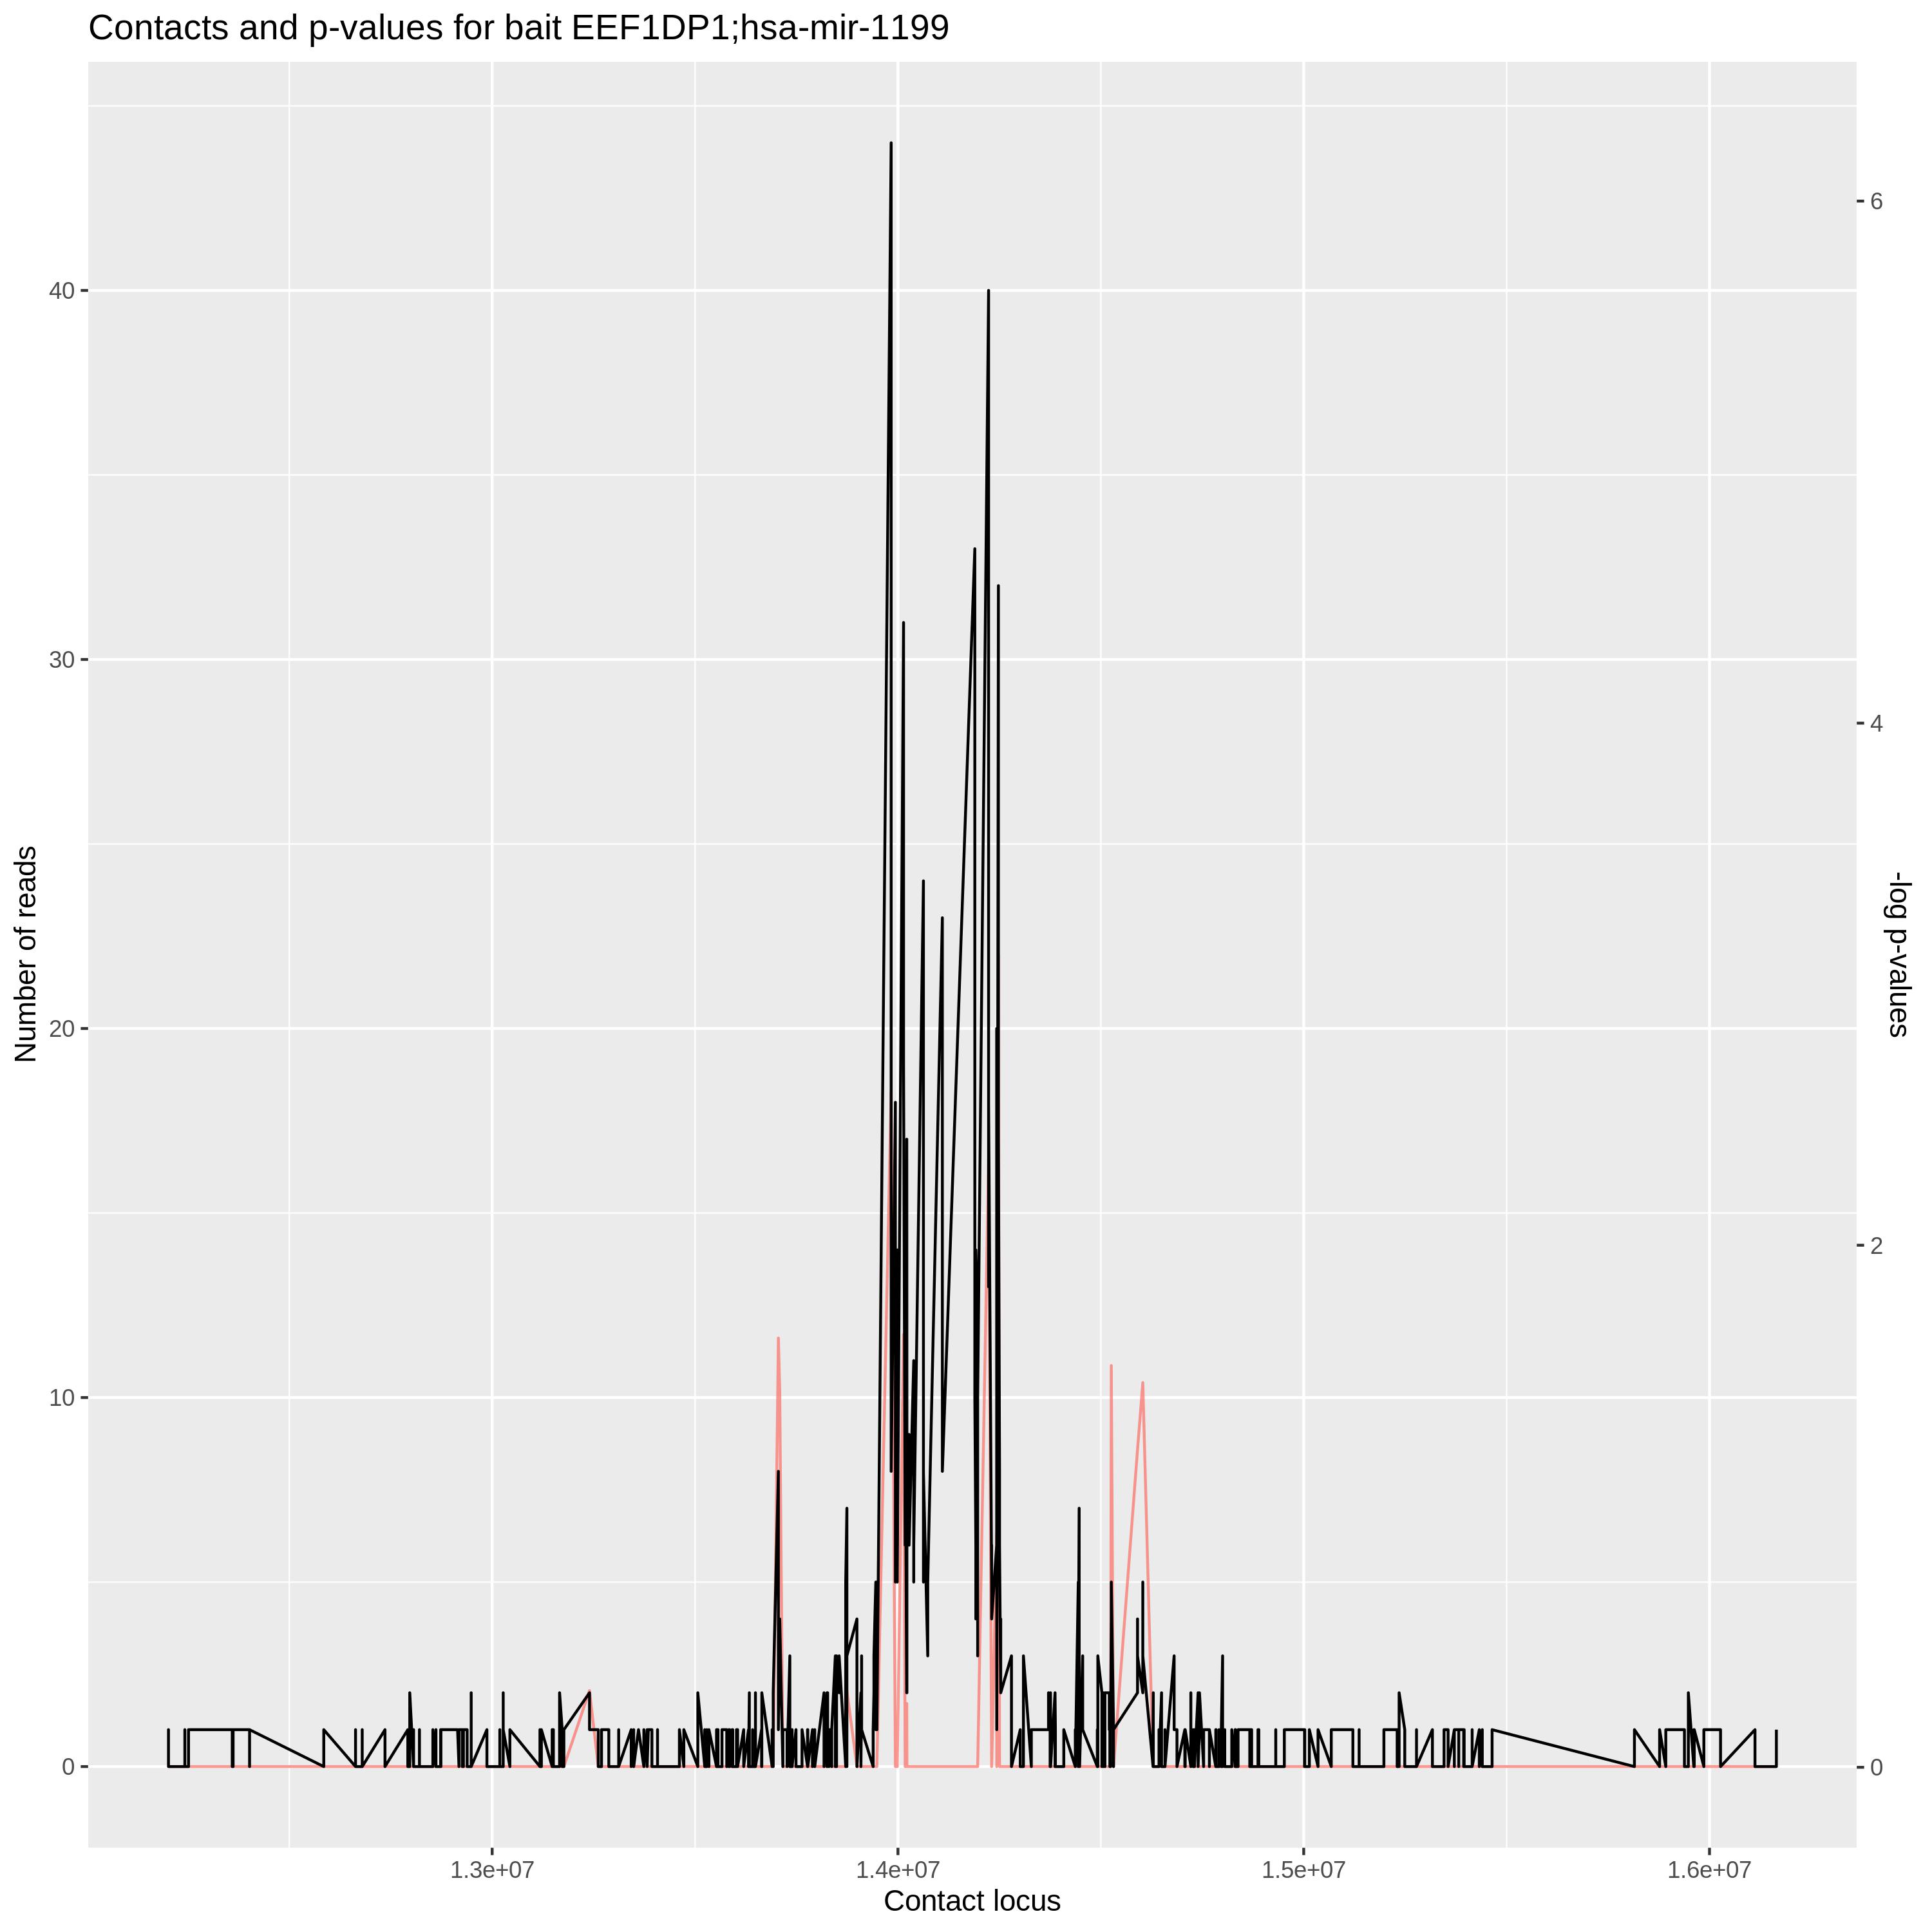 Contacts and p-values for bait EEF1DP1;hsa-mir-1199
6
40
30
4
Number of reads
-log p-values
20
2
10
0
0
1.3e+07
1.4e+07
1.5e+07
1.6e+07
Contact locus